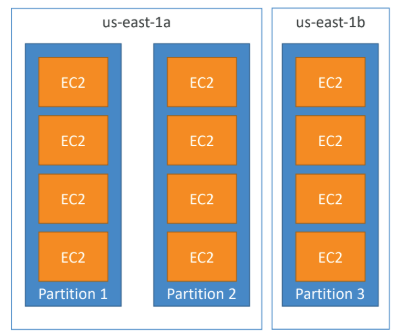 us-east-1a
us-east-1b
EC2
EC2
EC2
EC2
EC2
EC2
EC2
EC2
EC2
EC2
EC2
EC2
Partition 1
Partition 2
Partition 3